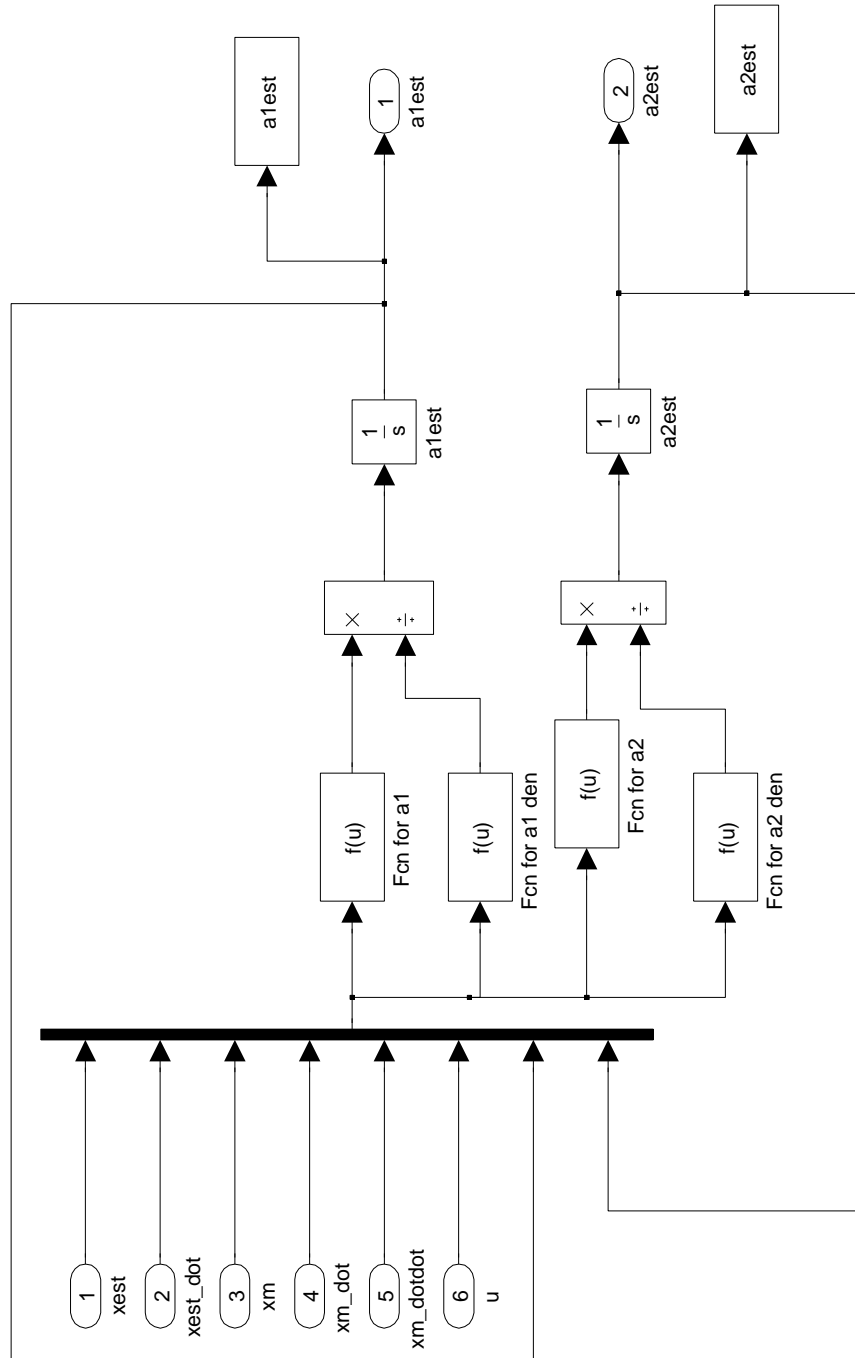 1
xest
2
xest_dot
3
xm
4
xm_dot
5
xm_dotdot
6
u
f(u)
Fcn for a1
f(u)
Fcn for a1 den
f(u)
Fcn for a2
f(u)
Fcn for a2 den
×
÷
×
÷
1
s
a1est
1
s
a2est
a1est
1
a1est
2
a2est
a2est